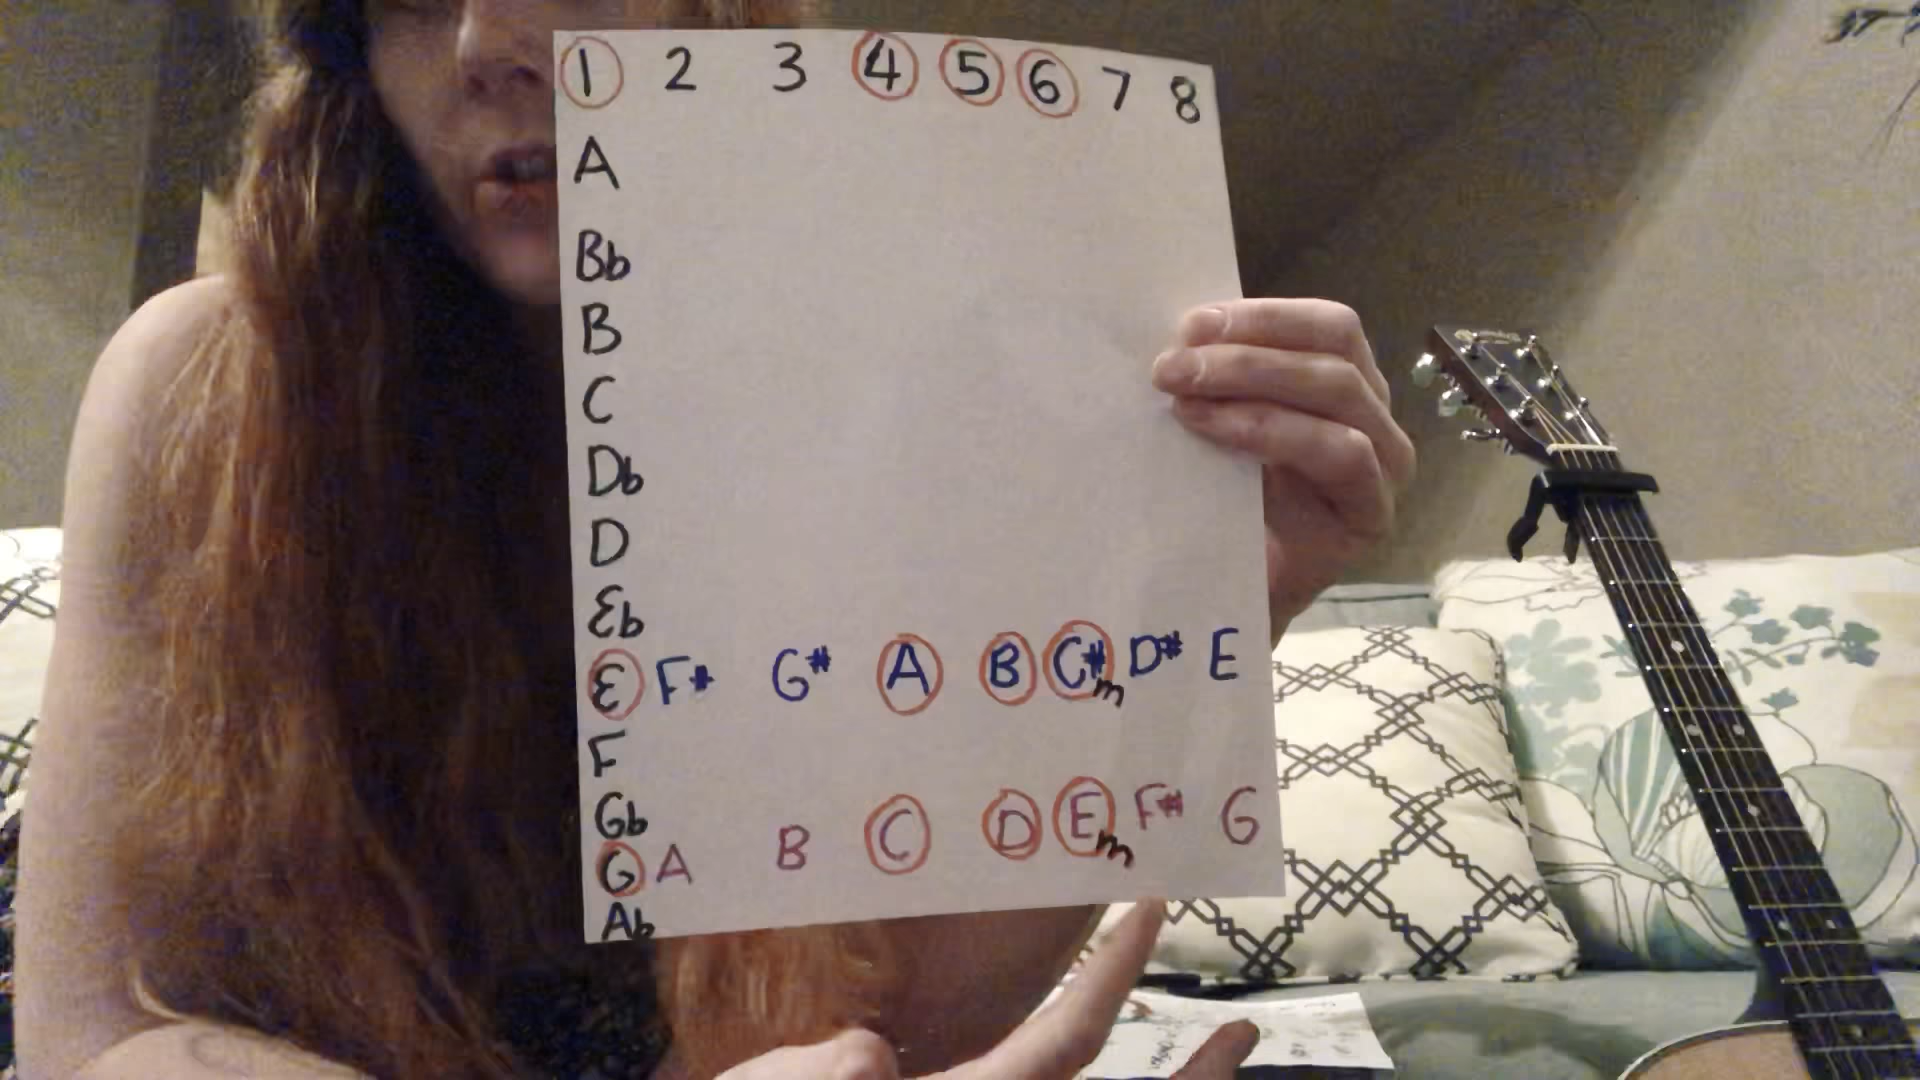 1 2 3 4 5 6 7 8
A
Bb
B
C
Db
D
Eb
E F# G# A B C#m D# E
F
Gb
G A B C D Em F# G
Ab